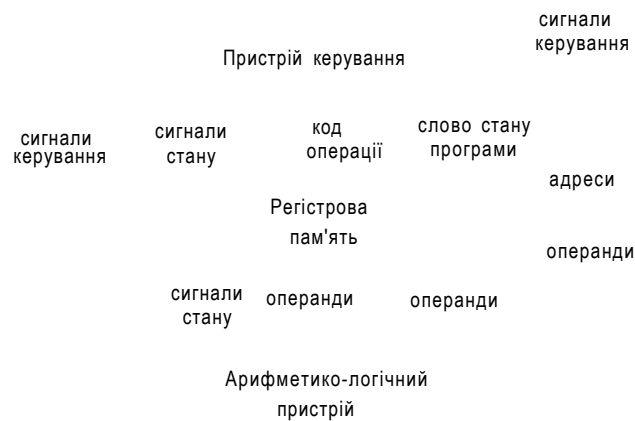 сигнали
керування
Пристрій керування
сигнали
керування
сигнали
стану
код
операції
слово стану
програми
адреси
Регістрова
пам'ять
операнди
сигнали
стану
операнди
операнди
Арифметико-логічний
пристрій